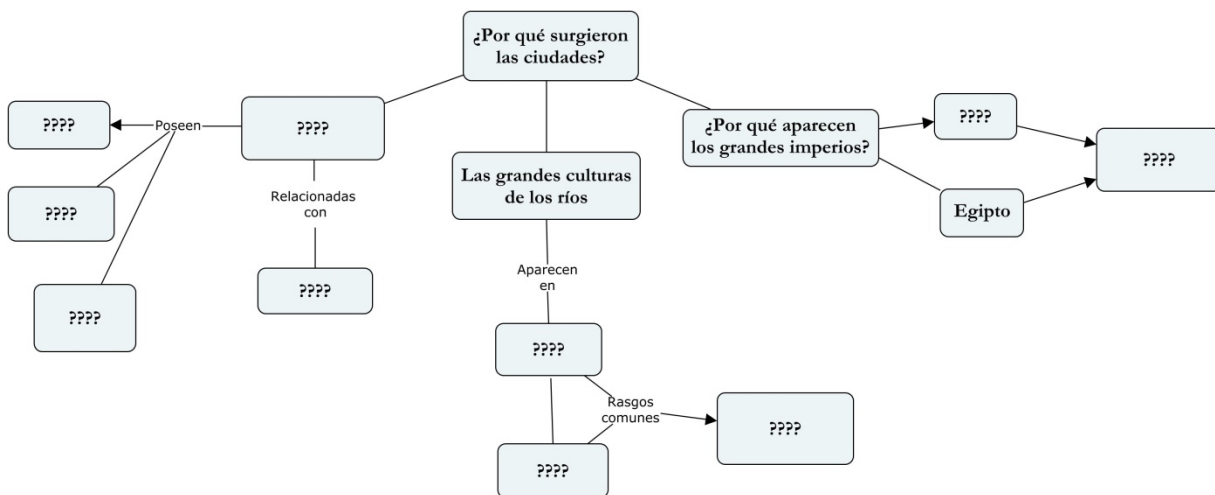 ¿Por qué surgieron
las ciudades?
????
Poseen
????
¿Por qué aparecen
los grandes imperios?
????
????
Las grandes culturas
de los ríos
Relacionadas
con
????
Egipto
????
Aparecen
en
????
????
Rasgos
comunes
????
????